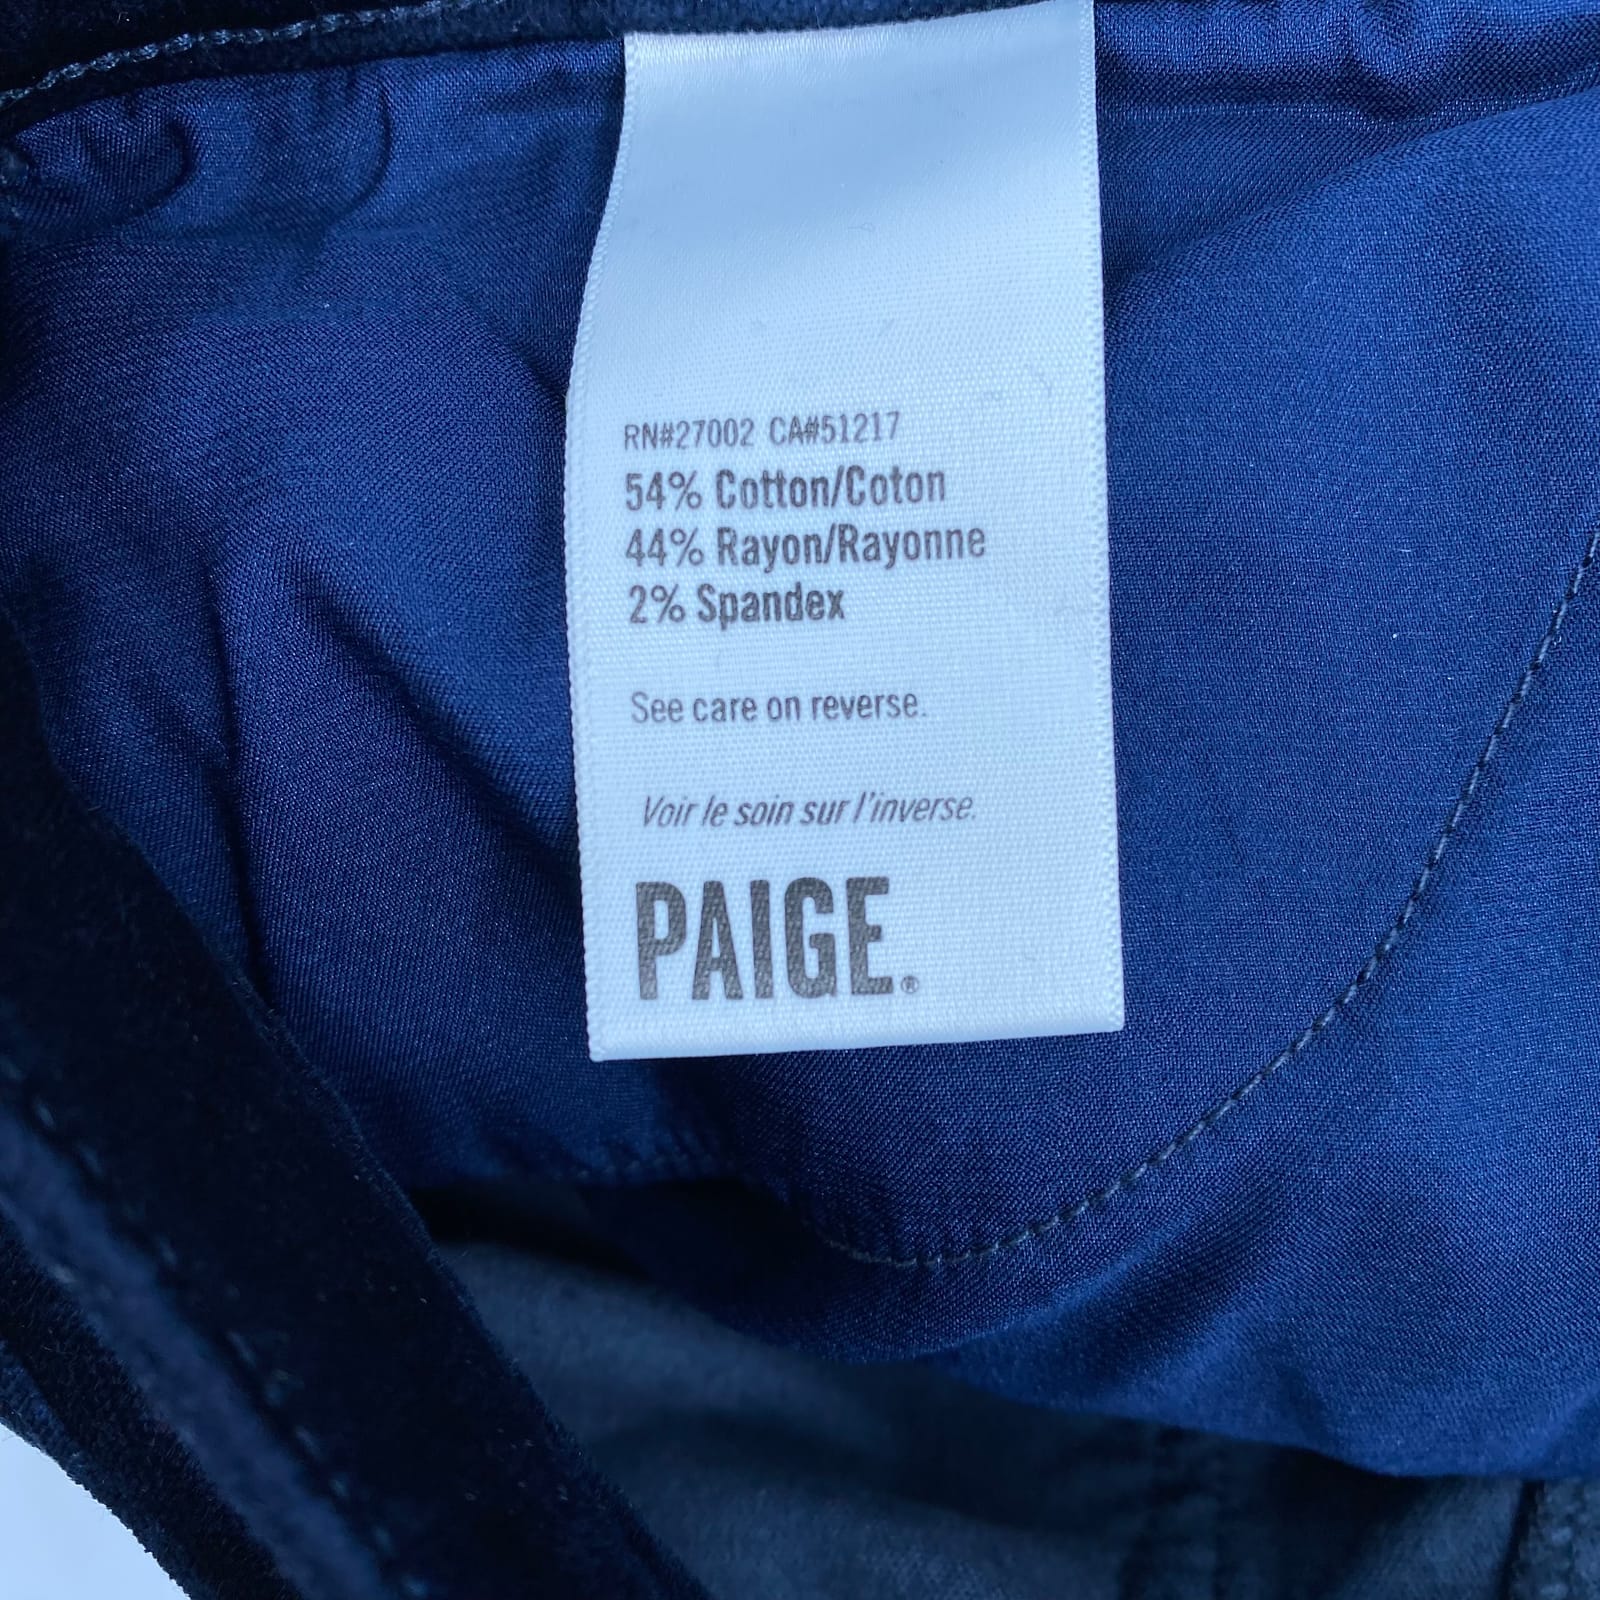 RN#27002 CA#51217
54% Cotton/Coton
44% Rayon/Rayonne
2% Spandex
See care on reverse.
Voir le soin sur l'inverse.
PAIGE®